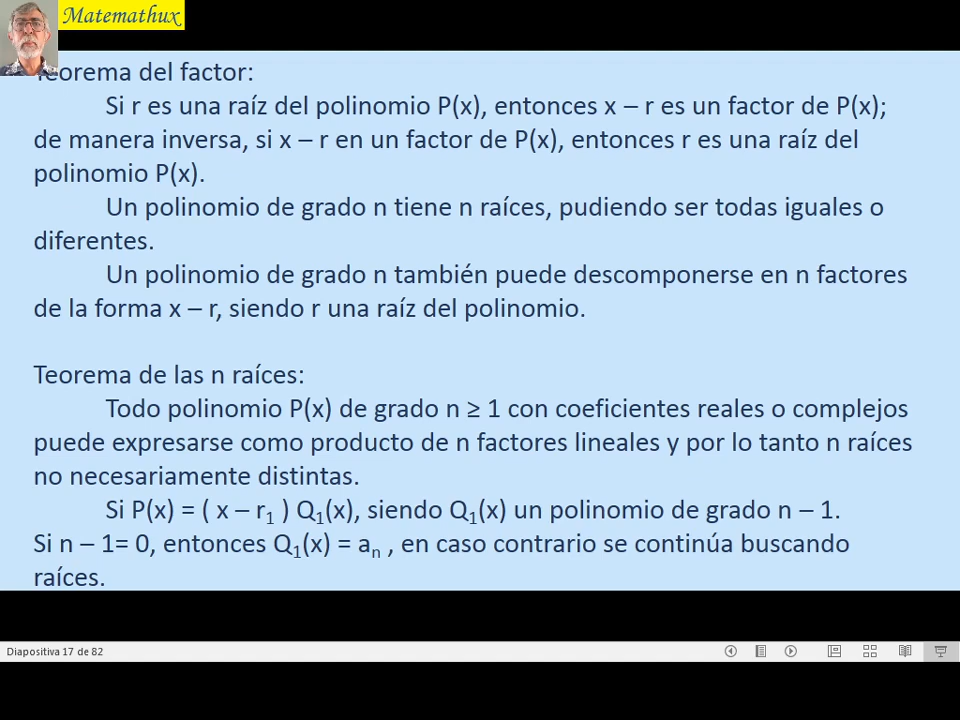 Matemathux
Teorema del factor:
Si r es una raíz del polinomio P(x), entonces x – r es un factor de P(x);
de manera inversa, si x – r en un factor de P(x), entonces r es una raíz del
polinomio P(x).
Un polinomio de grado n tiene n raíces, pudiendo ser todas iguales o
diferentes.
Un polinomio de grado n también puede descomponerse en n factores
de la forma x – r, siendo r una raíz del polinomio.
Teorema de las n raíces:
Todo polinomio P(x) de grado n ≥ 1 con coeficientes reales o complejos
puede expresarse como producto de n factores lineales y por lo tanto n raíces
no necesariamente distintas.
Si P(x) = ( x – r₁ ) Q₁(x), siendo Q₁(x) un polinomio de grado n – 1.
Si n – 1= 0, entonces Q₁(x) = aₙ , en caso contrario se continúa buscando
raíces.
Diapositiva 17 de 82